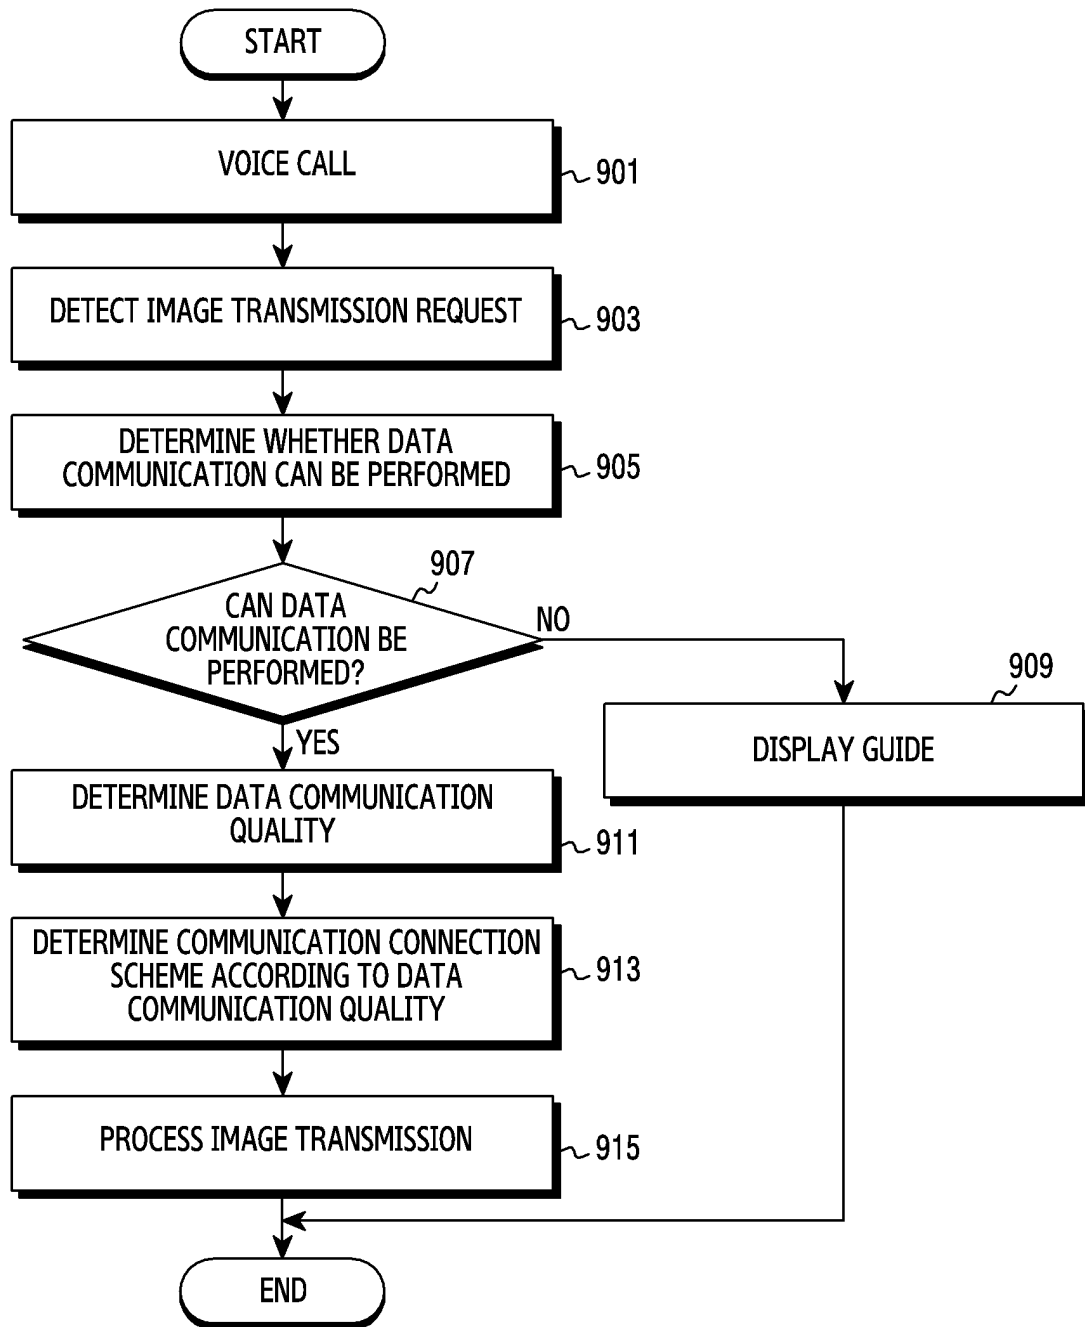 START
VOICE CALL
901
DETECT IMAGE TRANSMISSION REQUEST
903
DETERMINE WHETHER DATA
COMMUNICATION CAN BE PERFORMED
905
907
CAN DATA
COMMUNICATION BE
PERFORMED?
NO
YES
909
DISPLAY GUIDE
DETERMINE DATA COMMUNICATION
QUALITY
911
DETERMINE COMMUNICATION CONNECTION
SCHEME ACCORDING TO DATA
COMMUNICATION QUALITY
913
PROCESS IMAGE TRANSMISSION
915
END